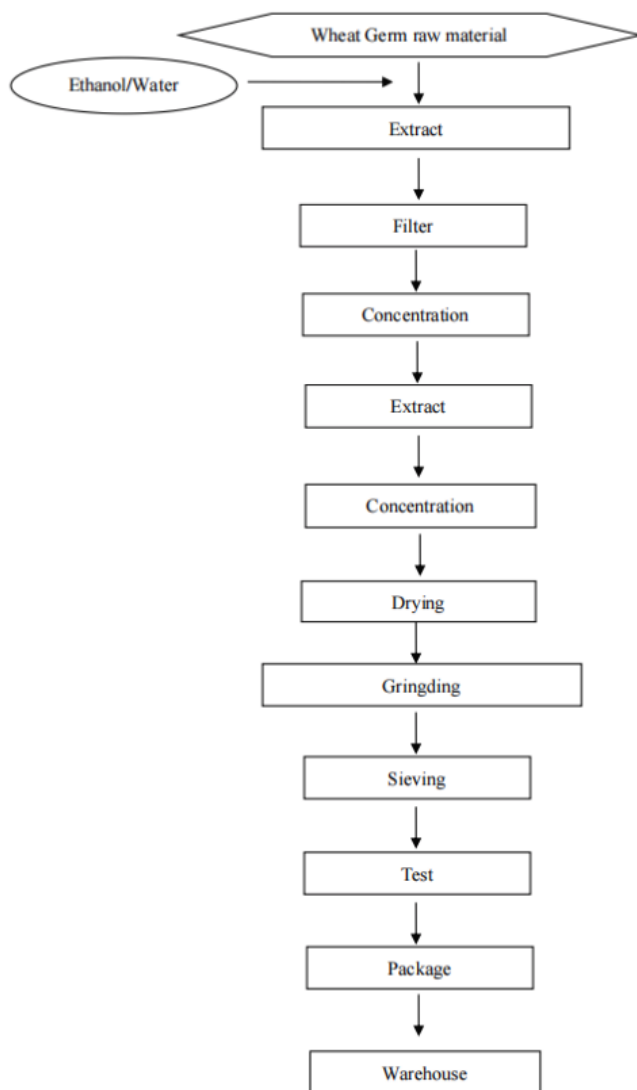 Wheat Germ raw material
Ethanol/Water
Extract
Filter
Concentration
Extract
Concentration
Drying
Gringding
Sieving
Test
Package
Warehouse